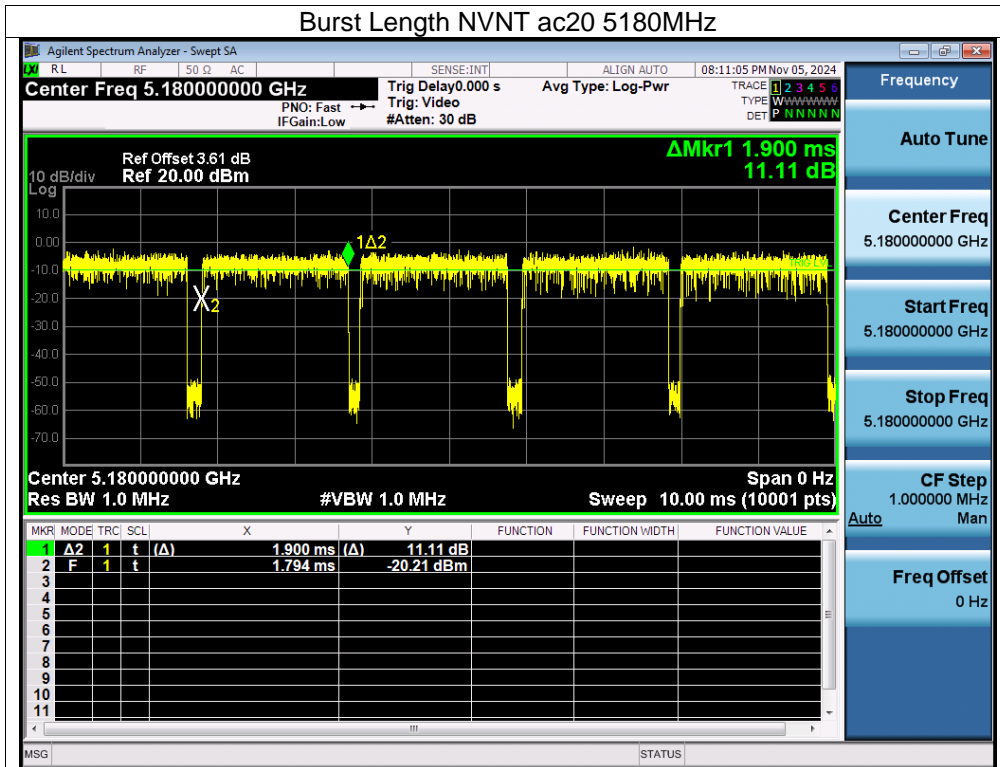 Burst Length NVNT ac20 5180MHz
Agilent Spectrum Analyzer - Swept SA
LXI RL RF 50 Ω AC SENSE:INT ALIGN AUTO 08:11:05 PM Nov 05, 2024
Center Freq 5.180000000 GHz
PNO: Fast
IFGain:Low
Trig Delay0.000 s
Trig: Video
#Atten: 30 dB
Avg Type: Log-Pwr
TRACE 1 2 3 4 5 6
TYPE WWWWWW
DET P NNNNN
ΔMkr1 1.900 ms
11.11 dB
Ref Offset 3.61 dB
10 dB/div Ref 20.00 dBm
Log
10.0
0.00
-10.0
-20.0
-30.0
-40.0
-50.0
-60.0
-70.0
1Δ2
X2
TRIG LV
Center 5.180000000 GHz Span 0 Hz
Res BW 1.0 MHz #VBW 1.0 MHz Sweep 10.00 ms (10001 pts)
MKR MODE TRC SCL X Y FUNCTION FUNCTION WIDTH FUNCTION VALUE
1 Δ2 1 t (Δ) 1.900 ms (Δ) 11.11 dB
2 F 1 t 1.794 ms -20.21 dBm
3
4
5
6
7
8
9
10
11
MSG STATUS
Frequency
Auto Tune
Center Freq
5.180000000 GHz
Start Freq
5.180000000 GHz
Stop Freq
5.180000000 GHz
CF Step
1.000000 MHz
Auto Man
Freq Offset
0 Hz